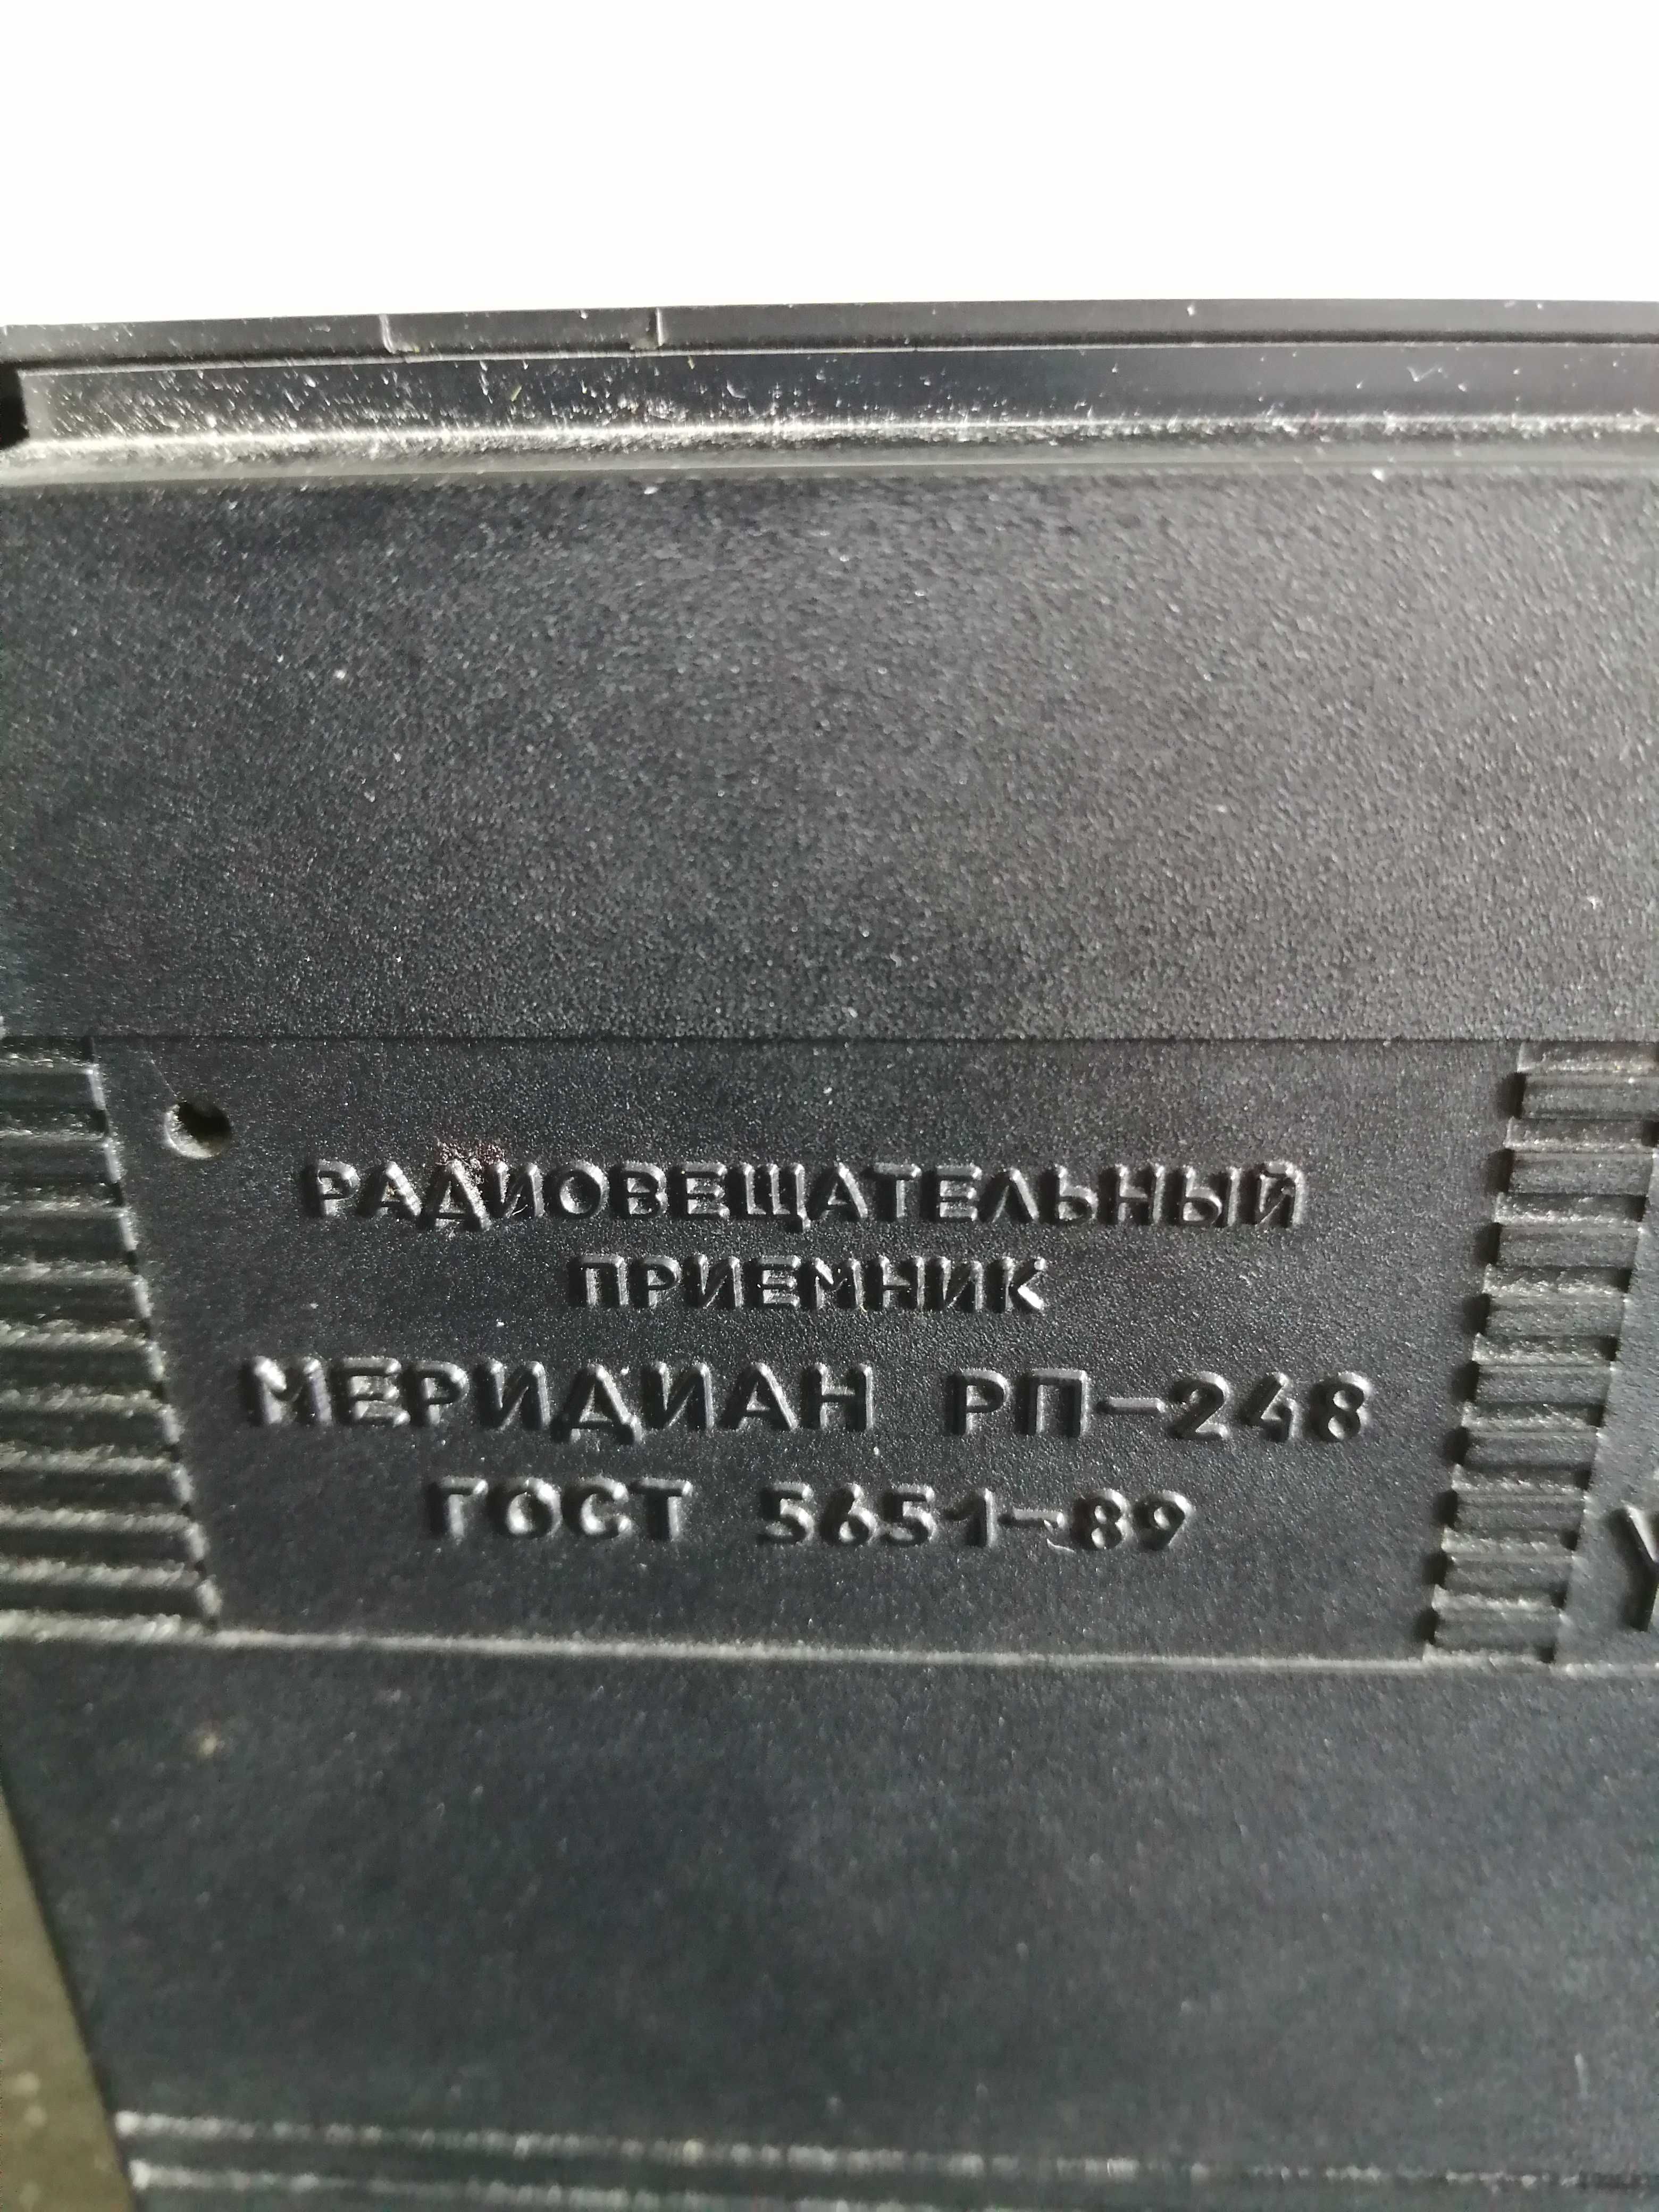 РАДИОВЕЩАТЕЛЬНЫЙ
ПРИЕМНИК
МЕРИДИАН РП-248
ГОСТ 5651-89